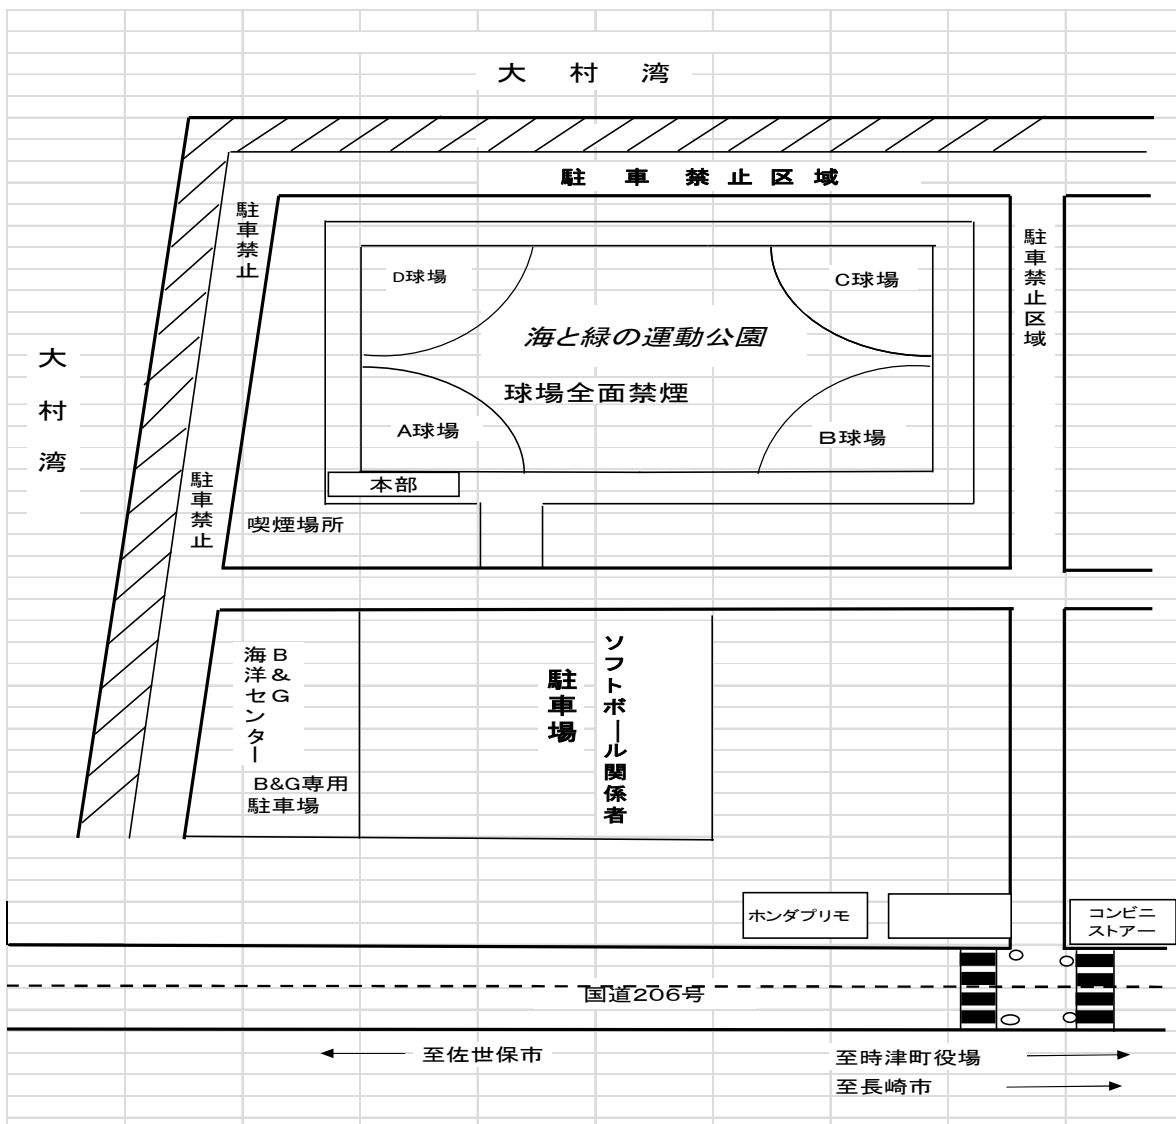 大村湾
駐車禁止区域
駐車禁止
駐車禁止区域
D球場
C球場
海と緑の運動公園
大村湾
球場全面禁煙
A球場
B球場
本部
駐車禁止
喫煙場所
B&G
海洋センター
ソフトボール関係者
駐車場
B&G専用
駐車場
ホンダプリモ
コンビニ
ストアー
国道206号
至佐世保市
至時津町役場
至長崎市